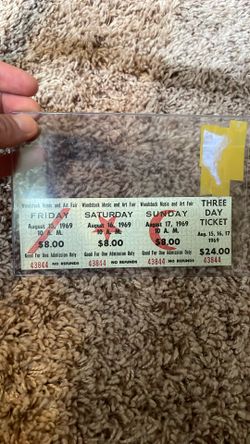 Woodstock Music and Art Fair
FRIDAY
August 15, 1969
10 A. M.
$8.00
Good For One Admission Only
43844 NO REFUNDS
Woodstock Music and Art Fair
SATURDAY
August 16, 1969
10 A. M.
$8.00
Good For One Admission Only
43844 NO REFUNDS
Woodstock Music and Art Fair
SUNDAY
August 17, 1969
10 A. M.
$8.00
Good For One Admission Only
43844 NO REFUNDS
THREE
DAY
TICKET
Aug. 15, 16, 17
1969
$24.00
43844